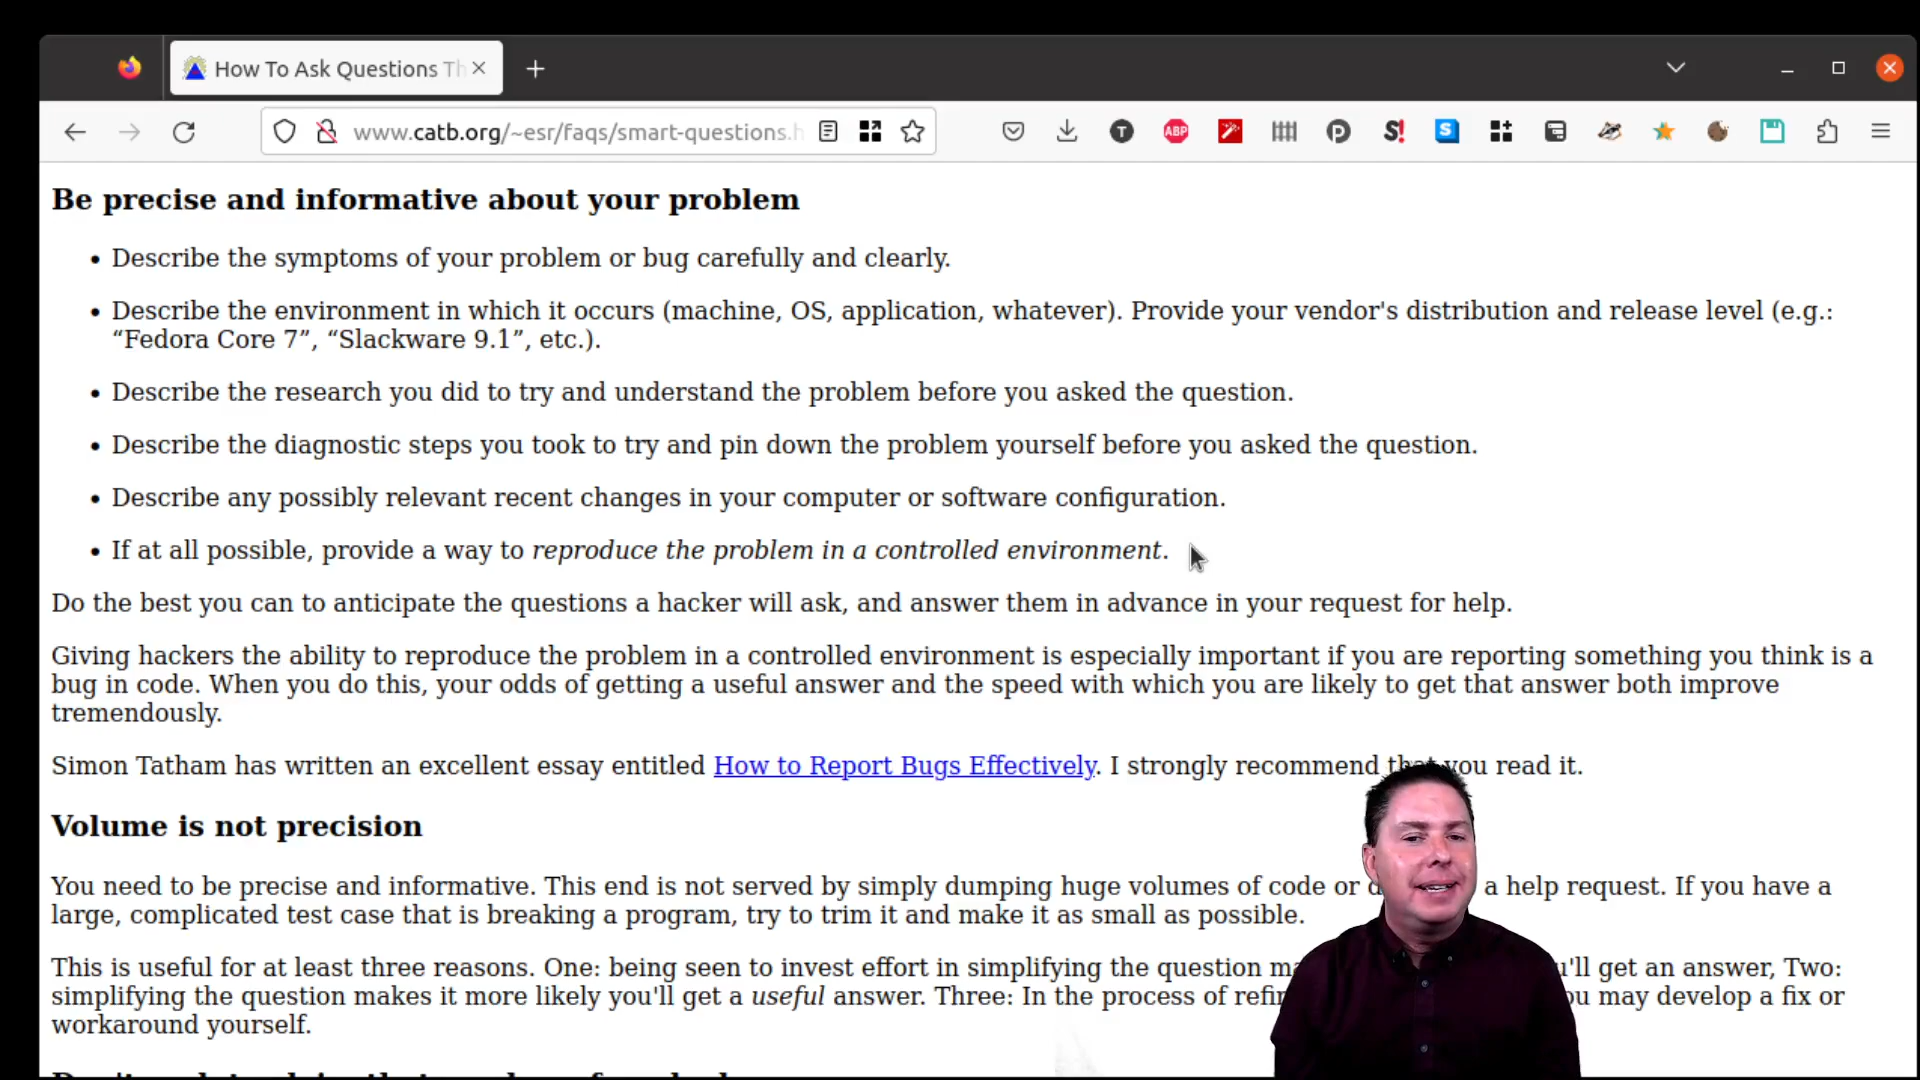 How To Ask Questions Th
www.catb.org/~esr/faqs/smart-questions.h
T
ABP
S!
S
Be precise and informative about your problem
• Describe the symptoms of your problem or bug carefully and clearly.
• Describe the environment in which it occurs (machine, OS, application, whatever). Provide your vendor's distribution and release level (e.g.:
“Fedora Core 7”, “Slackware 9.1”, etc.).
• Describe the research you did to try and understand the problem before you asked the question.
• Describe the diagnostic steps you took to try and pin down the problem yourself before you asked the question.
• Describe any possibly relevant recent changes in your computer or software configuration.
• If at all possible, provide a way to reproduce the problem in a controlled environment.
Do the best you can to anticipate the questions a hacker will ask, and answer them in advance in your request for help.
Giving hackers the ability to reproduce the problem in a controlled environment is especially important if you are reporting something you think is a
bug in code. When you do this, your odds of getting a useful answer and the speed with which you are likely to get that answer both improve
tremendously.
Simon Tatham has written an excellent essay entitled How to Report Bugs Effectively. I strongly recommend that you read it.
Volume is not precision
You need to be precise and informative. This end is not served by simply dumping huge volumes of code or a help request. If you have a
large, complicated test case that is breaking a program, try to trim it and make it as small as possible.
This is useful for at least three reasons. One: being seen to invest effort in simplifying the question you'll get an answer, Two:
simplifying the question makes it more likely you'll get a useful answer. Three: In the process of you may develop a fix or
workaround yourself.